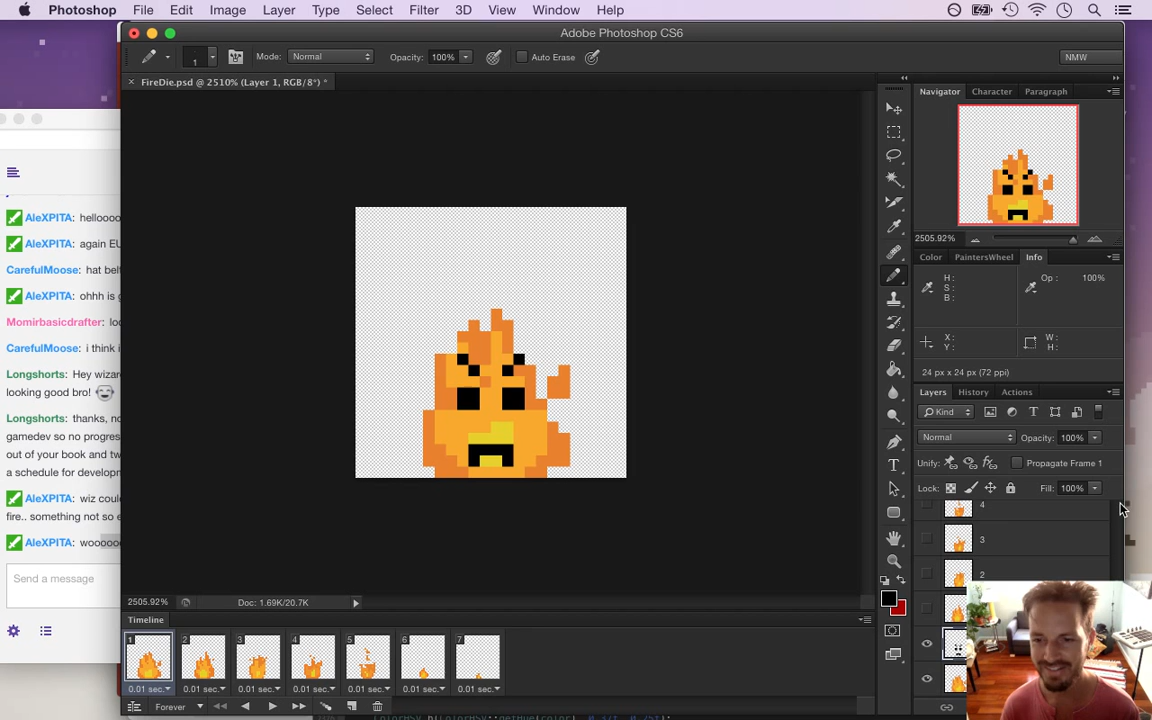 Photoshop File Edit Image Layer Type Select Filter 3D View Window Help
Adobe Photoshop CS6
1 Mode: Normal Opacity: 100% Auto Erase NMW
× FireDie.psd @ 2510% (Layer 1, RGB/8*) *
Navigator Character Paragraph
2505.92%
Color PaintersWheel Info
H: Op: 100%
S:
B:
X: W:
Y: H:
24 px x 24 px (72 ppi)
Layers History Actions
Kind
Normal Opacity: 100%
Unify: Propagate Frame 1
Lock: Fill: 100%
4
3
2
AleXPITA: helloooo
AleXPITA: again EU
CarefulMoose: hat bel
AleXPITA: ohhh is g
Momirbasicdrafter: loo
CarefulMoose: i think i
Longshorts: Hey wizar
looking good bro!
Longshorts: thanks, no
gamedev so no progres
out of your book and tw
a schedule for developm
AleXPITA: wiz coul
fire.. something not so e
AleXPITA: wooooo
Send a message
2505.92% Doc: 1.69K/20.7K
Timeline
1 2 3 4 5 6 7
0.01 sec. 0.01 sec. 0.01 sec. 0.01 sec. 0.01 sec. 0.01 sec. 0.01 sec.
Forever